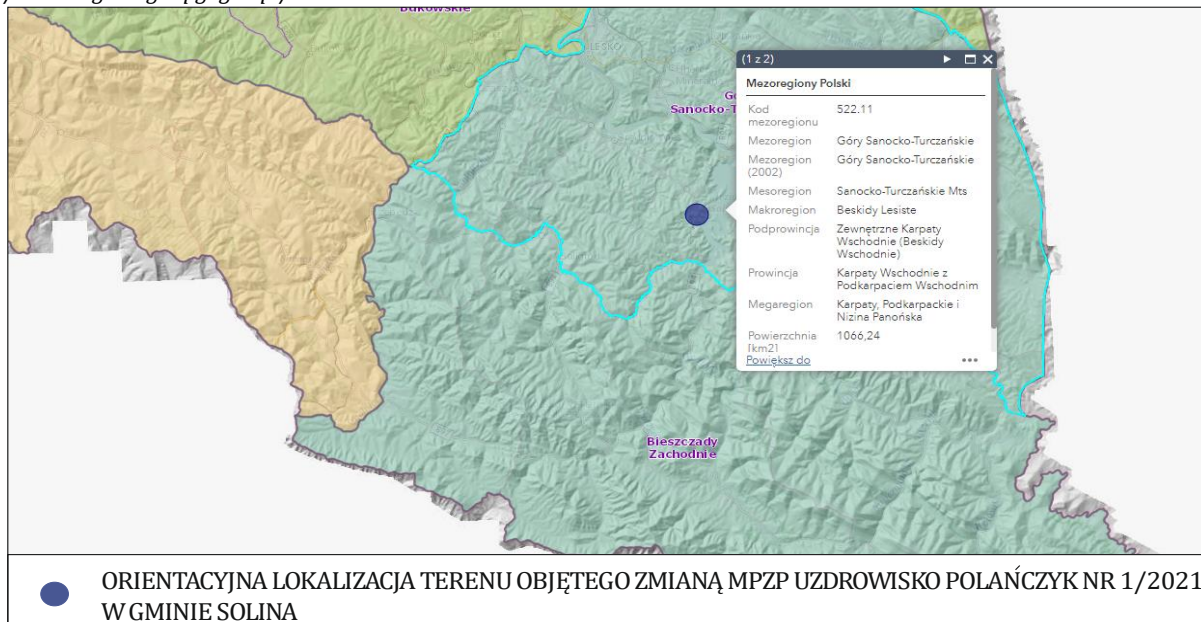 Bukowskie
LESKO
(1 z 2)
Mezoregiony Polski
Kod mezoregionu
522.11
Mezoregion
Góry Sanocko-Turczańskie
Mezoregion (2002)
Góry Sanocko-Turczańskie
Mesoregion
Sanocko-Turczańskie Mts
Makroregion
Beskidy Lesiste
Podprowincja
Zewnętrzne Karpaty
Wschodnie (Beskidy
Wschodnie)
Prowincja
Karpaty Wschodnie z
Podkarpaciem Wschodnim
Megaregion
Karpaty, Podkarpackie i
Nizina Panońska
Powierzchnia
[km2]
1066,24
Powiększ do
Sanocko-T
Bieszczady
Zachodnie
ORIENTACYJNA LOKALIZACJA TERENU OBJĘTEGO ZMIANĄ MPZP UZDROWISKO POLAŃCZYK NR 1/2021
W GMINIE SOLINA